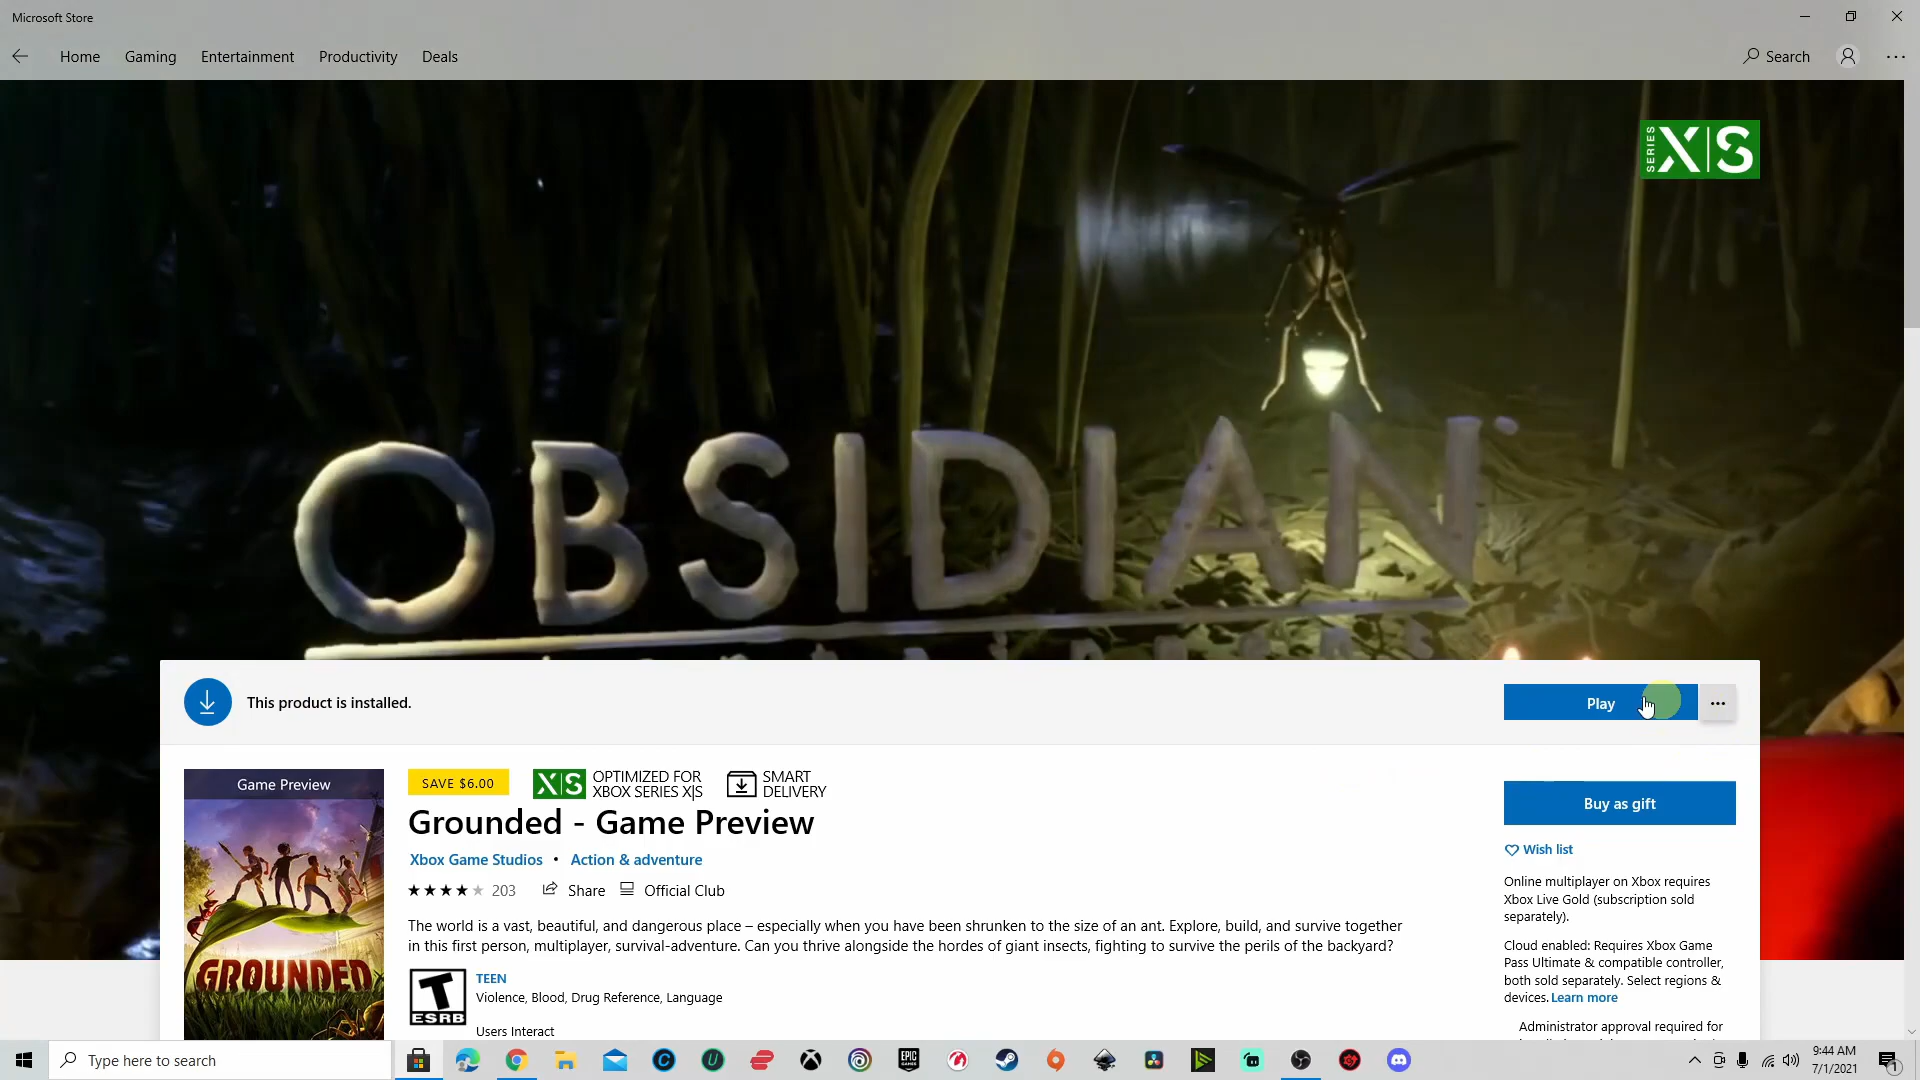 Microsoft Store
Home Gaming Entertainment Productivity Deals Search
SERIES X|S
OBSIDIAN
This product is installed.
Play
Game Preview
GROUNDED
SAVE $6.00
X|S OPTIMIZED FOR
XBOX SERIES X|S
SMART
DELIVERY
Grounded - Game Preview
Xbox Game Studios • Action & adventure
203 Share Official Club
The world is a vast, beautiful, and dangerous place – especially when you have been shrunken to the size of an ant. Explore, build, and survive together
in this first person, multiplayer, survival-adventure. Can you thrive alongside the hordes of giant insects, fighting to survive the perils of the backyard?
T
ESRB
TEEN
Violence, Blood, Drug Reference, Language
Users Interact
Buy as gift
Wish list
Online multiplayer on Xbox requires
Xbox Live Gold (subscription sold
separately).
Cloud enabled: Requires Xbox Game
Pass Ultimate & compatible controller,
both sold separately. Select regions &
devices. Learn more
Administrator approval required for
Type here to search
EPIC
GAMES
9:44 AM
7/1/2021
1